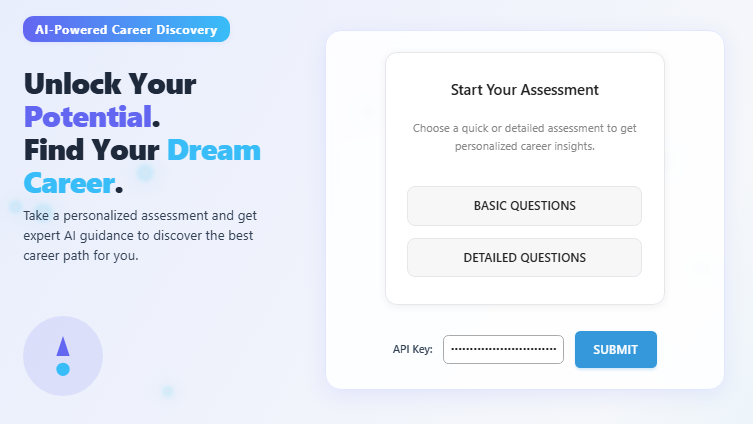 AI-Powered Career Discovery
Unlock Your
Potential.
Find Your Dream
Career.
Take a personalized assessment and get
expert AI guidance to discover the best
career path for you.
Start Your Assessment
Choose a quick or detailed assessment to get
personalized career insights.
BASIC QUESTIONS
DETAILED QUESTIONS
API Key:
SUBMIT